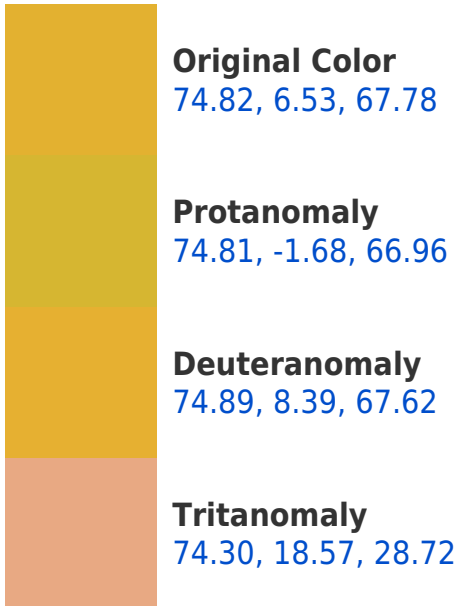 Original Color
74.82, 6.53, 67.78
Protanomaly
74.81, -1.68, 66.96
Deuteranomaly
74.89, 8.39, 67.62
Tritanomaly
74.30, 18.57, 28.72